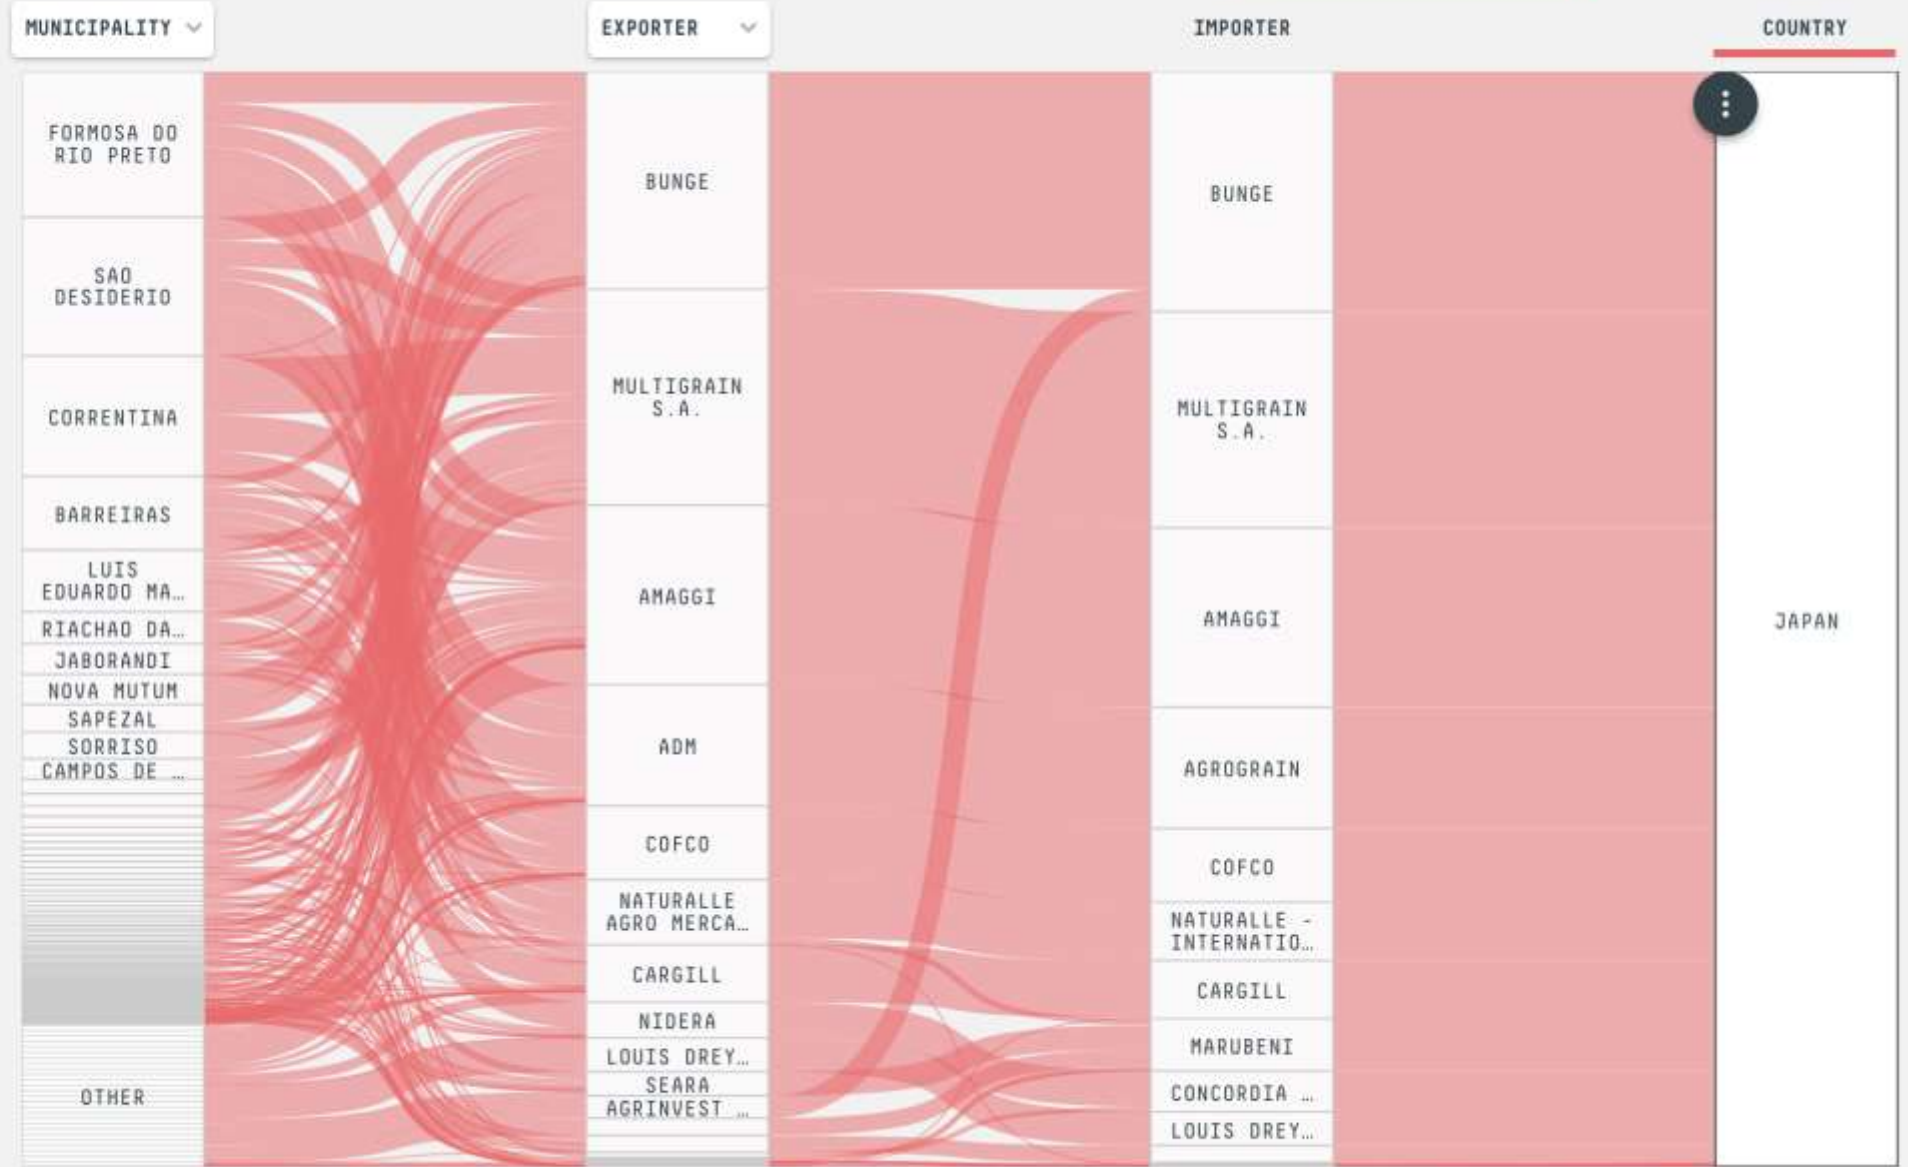 MUNICIPALITY
EXPORTER
IMPORTER
COUNTRY
FORMOSA DO
RIO PRETO
SAO
DESIDERIO
CORRENTINA
BARREIRAS
LUIS
EDUARDO MA…
RIACHAO DA…
JABORANDI
NOVA MUTUM
SAPEZAL
SORRISO
CAMPOS DE …
OTHER
BUNGE
MULTIGRAIN
S.A.
AMAGGI
ADM
COFCO
NATURALLE
AGRO MERCA…
CARGILL
NIDERA
LOUIS DREY…
SEARA
AGRINVEST …
BUNGE
MULTIGRAIN
S.A.
AMAGGI
AGROGRAIN
COFCO
NATURALLE -
INTERNATIO…
CARGILL
MARUBENI
CONCORDIA …
LOUIS DREY…
JAPAN